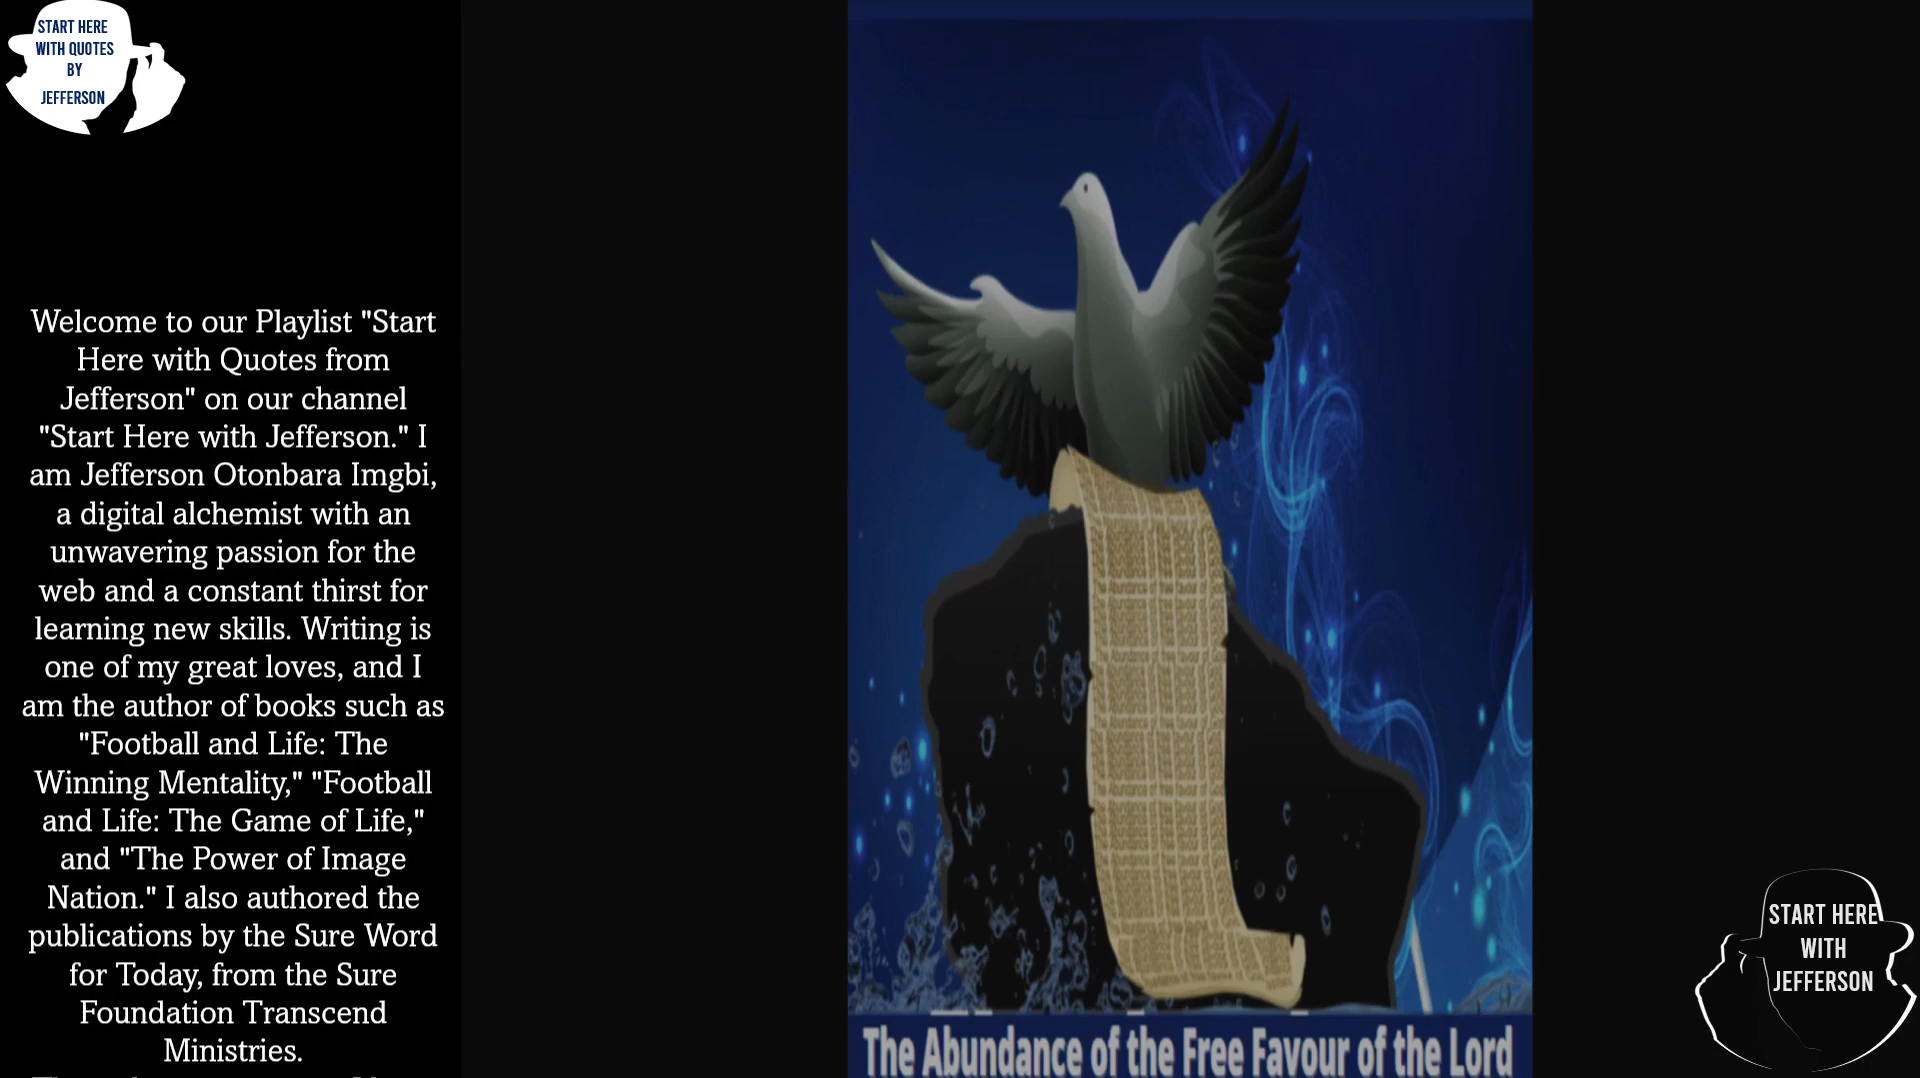 START HERE
WITH QUOTES
BY
JEFFERSON
Welcome to our Playlist "Start
Here with Quotes from
Jefferson" on our channel
"Start Here with Jefferson." I
am Jefferson Otonbara Imgbi,
a digital alchemist with an
unwavering passion for the
web and a constant thirst for
learning new skills. Writing is
one of my great loves, and I
am the author of books such as
"Football and Life: The
Winning Mentality," "Football
and Life: The Game of Life,"
and "The Power of Image
Nation." I also authored the
publications by the Sure Word
for Today, from the Sure
Foundation Transcend
Ministries.
The Abundance of the Free Favour of the Lord
START HERE
WITH
JEFFERSON